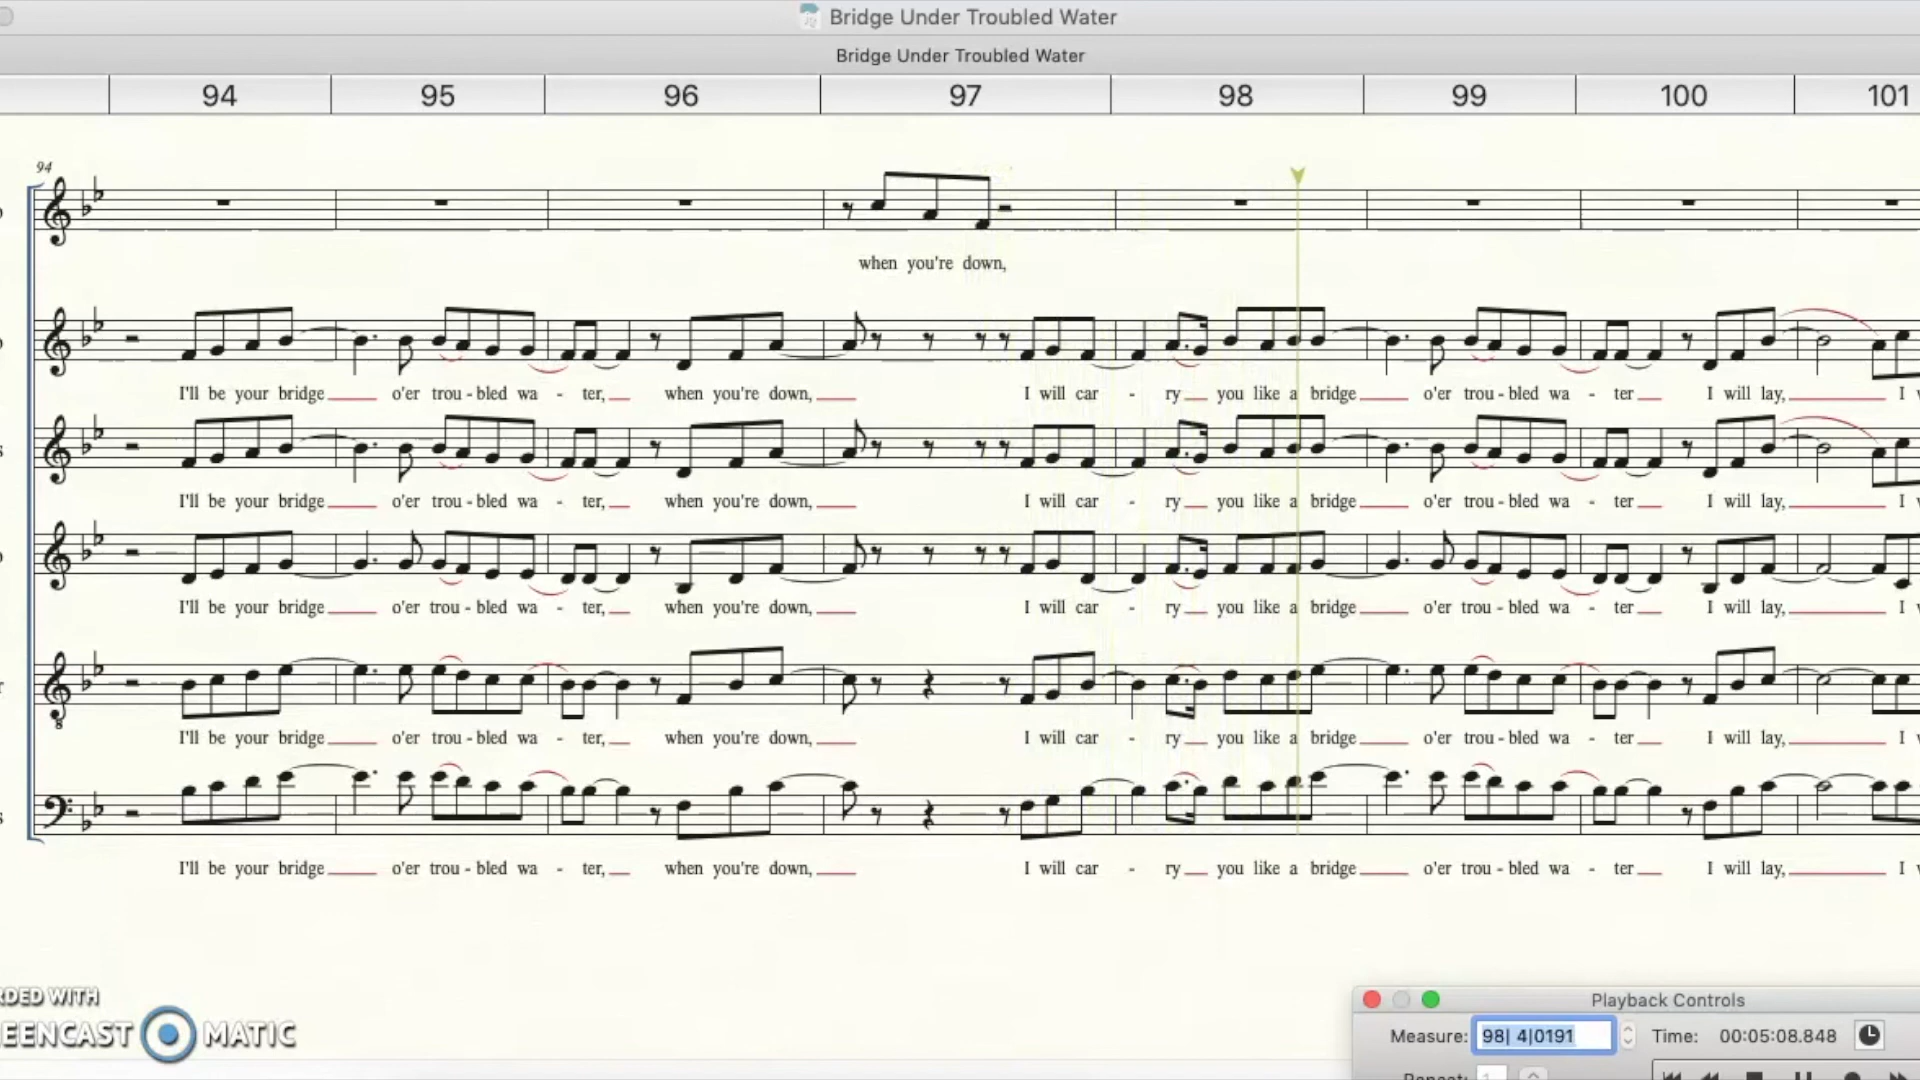 Bridge Under Troubled Water
Bridge Under Troubled Water
94 95 96 97 98 99 100 101
94
when you're down,
I'll be your bridge o'er trou - bled wa - ter, when you're down, I will car - ry you like a bridge o'er trou - bled wa - ter I will lay, I
I'll be your bridge o'er trou - bled wa - ter, when you're down, I will car - ry you like a bridge o'er trou - bled wa - ter I will lay, I
I'll be your bridge o'er trou - bled wa - ter, when you're down, I will car - ry you like a bridge o'er trou - bled wa - ter I will lay, I
I'll be your bridge o'er trou - bled wa - ter, when you're down, I will car - ry you like a bridge o'er trou - bled wa - ter I will lay, I
I'll be your bridge o'er trou - bled wa - ter, when you're down, I will car - ry you like a bridge o'er trou - bled wa - ter I will lay, I
RDED WITH
EENCAST MATIC
Playback Controls
Measure: 98| 4|0191 Time: 00:05:08.848
Repeat: 1